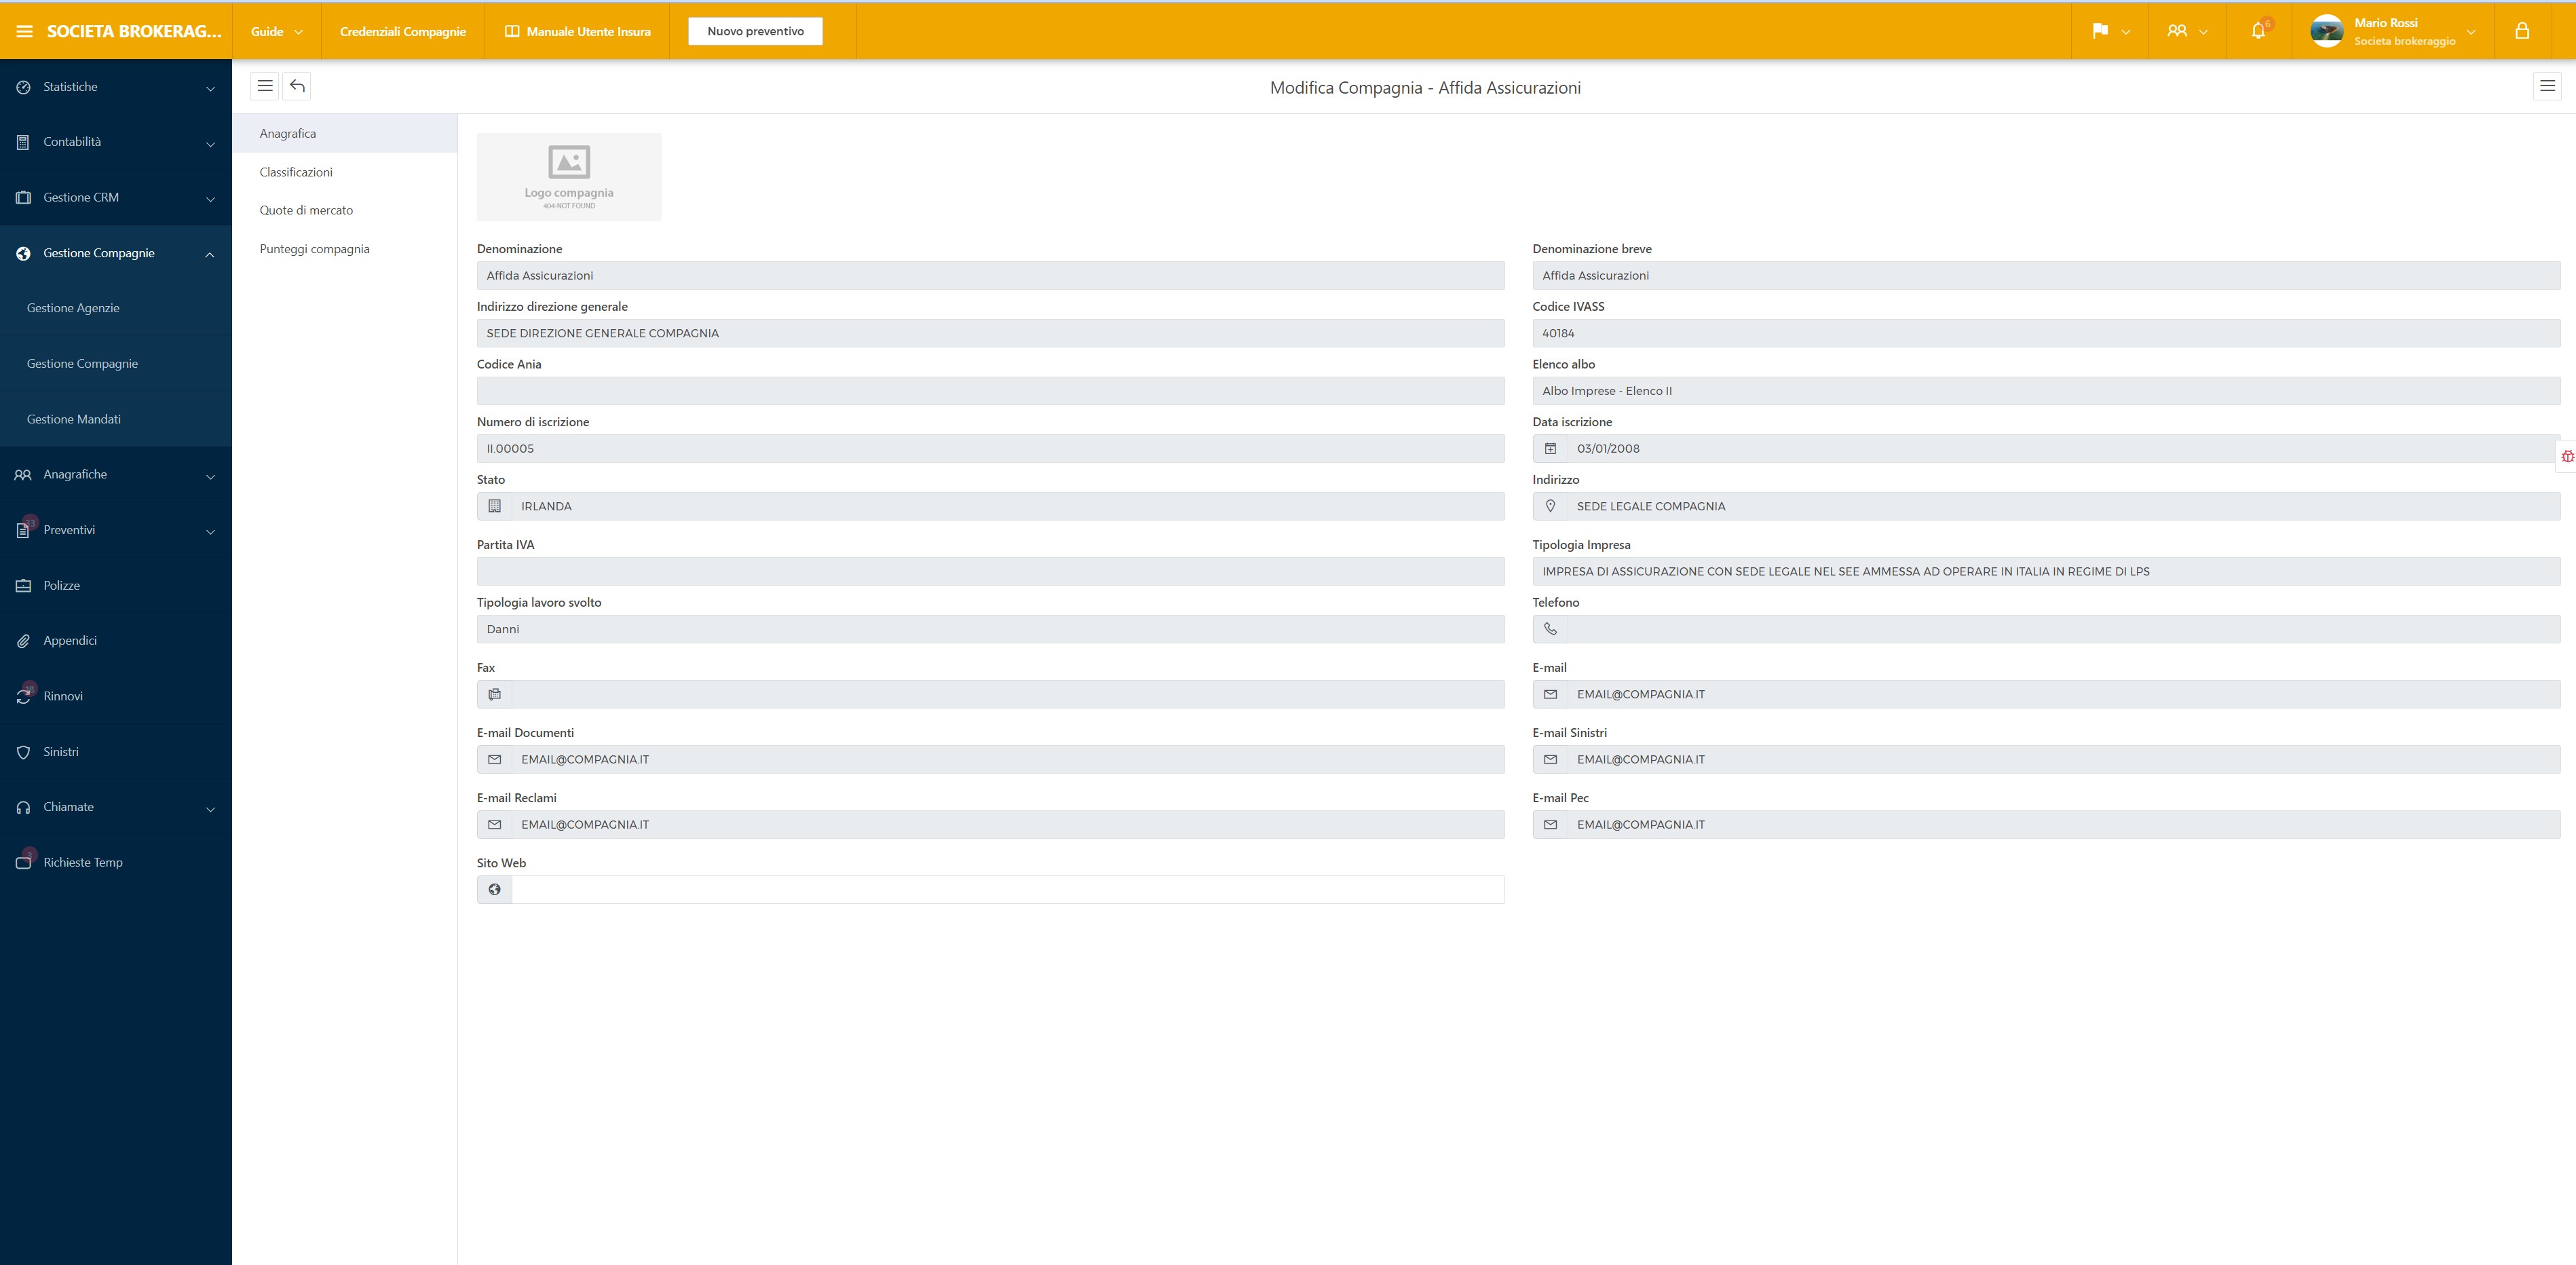 SOCIETA BROKERAG...
Guide
Credenziali Compagnie
Manuale Utente Insura
Nuovo preventivo
6
Mario Rossi
Societa brokeraggio
Statistiche
Contabilità
Gestione CRM
Gestione Compagnie
Gestione Agenzie
Gestione Compagnie
Gestione Mandati
Anagrafiche
33
Preventivi
Polizze
Appendici
Rinnovi
Sinistri
Chiamate
Richieste Temp
Modifica Compagnia - Affida Assicurazioni
Anagrafica
Classificazioni
Quote di mercato
Punteggi compagnia
Logo compagnia
404-NOT FOUND
Denominazione
Affida Assicurazioni
Denominazione breve
Affida Assicurazioni
Indirizzo direzione generale
SEDE DIREZIONE GENERALE COMPAGNIA
Codice IVASS
40184
Codice Ania
Elenco albo
Albo Imprese - Elenco II
Numero di iscrizione
II.00005
Data iscrizione
03/01/2008
Stato
IRLANDA
Indirizzo
SEDE LEGALE COMPAGNIA
Partita IVA
Tipologia Impresa
IMPRESA DI ASSICURAZIONE CON SEDE LEGALE NEL SEE AMMESSA AD OPERARE IN ITALIA IN REGIME DI LPS
Tipologia lavoro svolto
Danni
Telefono
Fax
E-mail
EMAIL@COMPAGNIA.IT
E-mail Documenti
EMAIL@COMPAGNIA.IT
E-mail Sinistri
EMAIL@COMPAGNIA.IT
E-mail Reclami
EMAIL@COMPAGNIA.IT
E-mail Pec
EMAIL@COMPAGNIA.IT
Sito Web